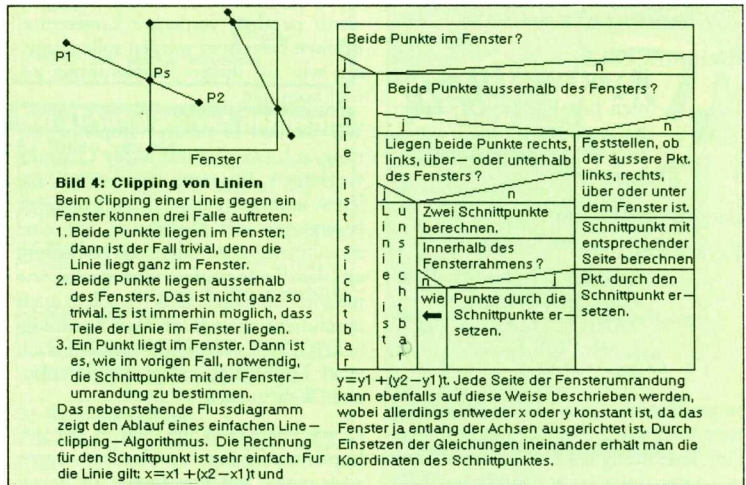 P1
Ps
P2
Fenster
Bild 4: Clipping von Linien
Beim Clipping einer Linie gegen ein
Fenster können drei Falle auftreten:
1. Beide Punkte liegen im Fenster;
dann ist der Fall trivial, denn die
Linie liegt ganz im Fenster.
2. Beide Punkte liegen ausserhalb
des Fensters. Das ist nicht ganz so
trivial. Es ist immerhin möglich, dass
Teile der Linie im Fenster liegen.
3. Ein Punkt liegt im Fenster. Dann ist
es, wie im vorigen Fall, notwendig,
die Schnittpunkte mit der Fenster-
umrandung zu bestimmen.
Das nebenstehende Flussdiagramm
zeigt den Ablauf eines einfachen Line-
clipping-Algorithmus. Die Rechnung
für den Schnittpunkt ist sehr einfach. Fur
die Linie gilt: x=x1+(x2-x1)t und
Beide Punkte im Fenster?
j
n
Linie ist sichtbar
Beide Punkte ausserhalb des Fensters?
j
n
Liegen beide Punkte rechts,
links, über- oder unterhalb
des Fensters?
j
n
Linie ist
unsichtbar
Zwei Schnittpunkte
berechnen.
Innerhalb des
Fensterrahmens?
n
j
wie
←
Punkte durch die
Schnittpunkte er-
setzen.
Feststellen, ob
der äussere Pkt.
links, rechts,
über oder unter
dem Fenster ist.
Schnittpunkt mit
entsprechender
Seite berechnen
Pkt. durch den
Schnittpunkt er-
setzen.
y=y1+(y2-y1)t. Jede Seite der Fensterumrandung
kann ebenfalls auf diese Weise beschrieben werden,
wobei allerdings entweder x oder y konstant ist, da das
Fenster ja entlang der Achsen ausgerichtet ist. Durch
Einsetzen der Gleichungen ineinander erhält man die
Koordinaten des Schnittpunktes.